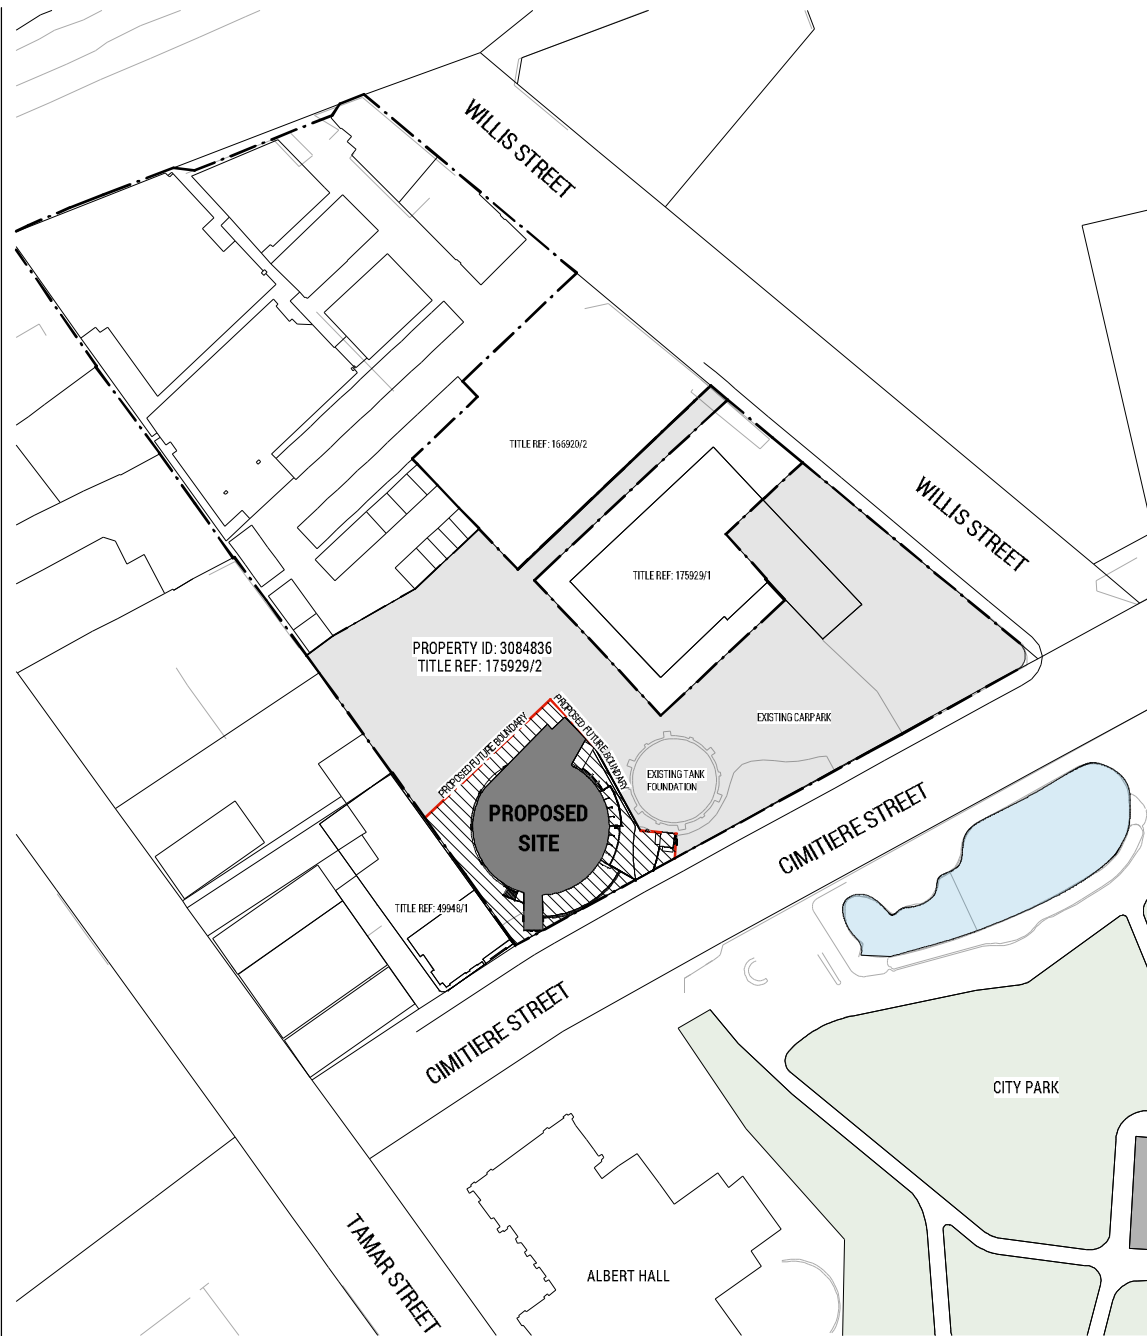 WILLIS STREET
TITLE REF: 166920/2
WILLIS STREET
TITLE REF: 175929/1
PROPERTY ID: 3084836
TITLE REF: 175929/2
PROPOSED FUTURE BOUNDARY
PROPOSED FUTURE BOUNDARY
EXISTING CARPARK
EXISTING TANK
FOUNDATION
PROPOSED
SITE
CIMITIERE STREET
TITLE REF: 49948/1
CIMITIERE STREET
CITY PARK
TAMAR STREET
ALBERT HALL